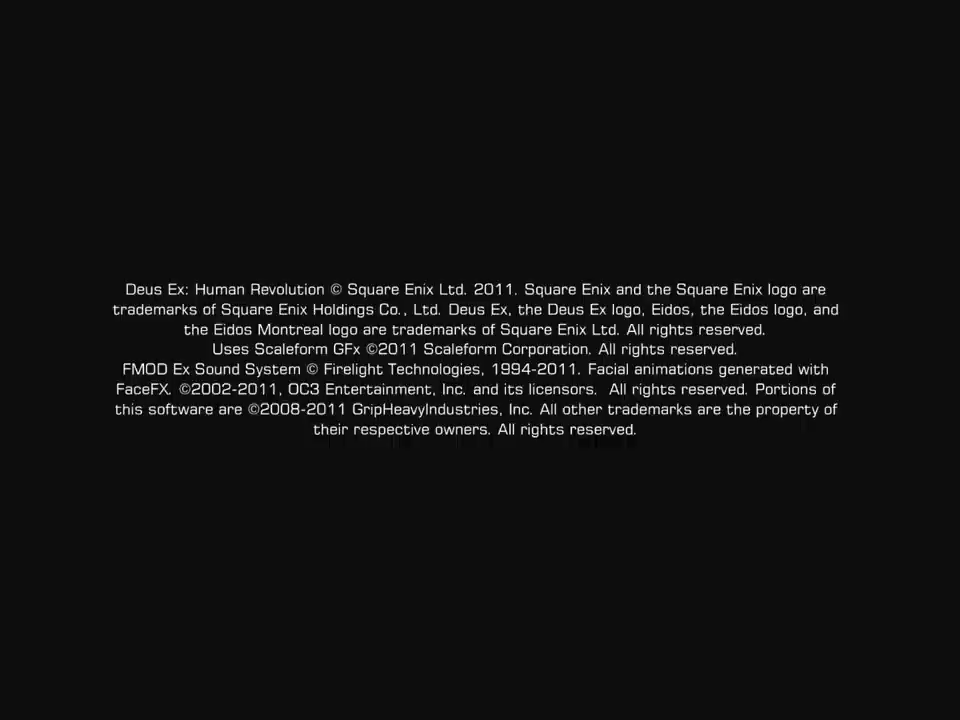 Deus Ex: Human Revolution © Square Enix Ltd. 2011. Square Enix and the Square Enix logo are
trademarks of Square Enix Holdings Co., Ltd. Deus Ex, the Deus Ex logo, Eidos, the Eidos logo, and
the Eidos Montreal logo are trademarks of Square Enix Ltd. All rights reserved.
Uses Scaleform GFx ©2011 Scaleform Corporation. All rights reserved.
FMOD Ex Sound System © Firelight Technologies, 1994-2011. Facial animations generated with
FaceFX. ©2002-2011, OC3 Entertainment, Inc. and its licensors. All rights reserved. Portions of
this software are ©2008-2011 GripHeavyIndustries, Inc. All other trademarks are the property of
their respective owners. All rights reserved.